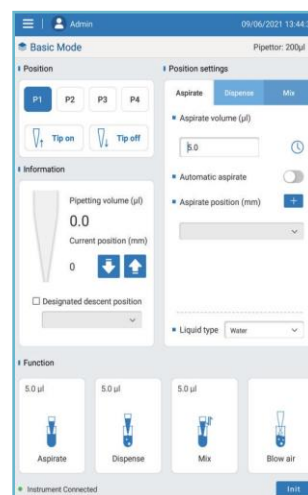 Admin 09/06/2021 13:44:
Basic Mode Pipettor: 200µl
Position
P1 P2 P3 P4
Tip on Tip off
Information
Pipetting volume (µl)
0.0
Current position (mm)
0
Designated descent position
Position settings
Aspirate Dispense Mix
Aspirate volume (µl)
5.0
Automatic aspirate
Aspirate position (mm)
+
Liquid type Water
Function
5.0 µl 5.0 µl 5.0 µl
Aspirate Dispense Mix Blow air
Instrument Connected Init